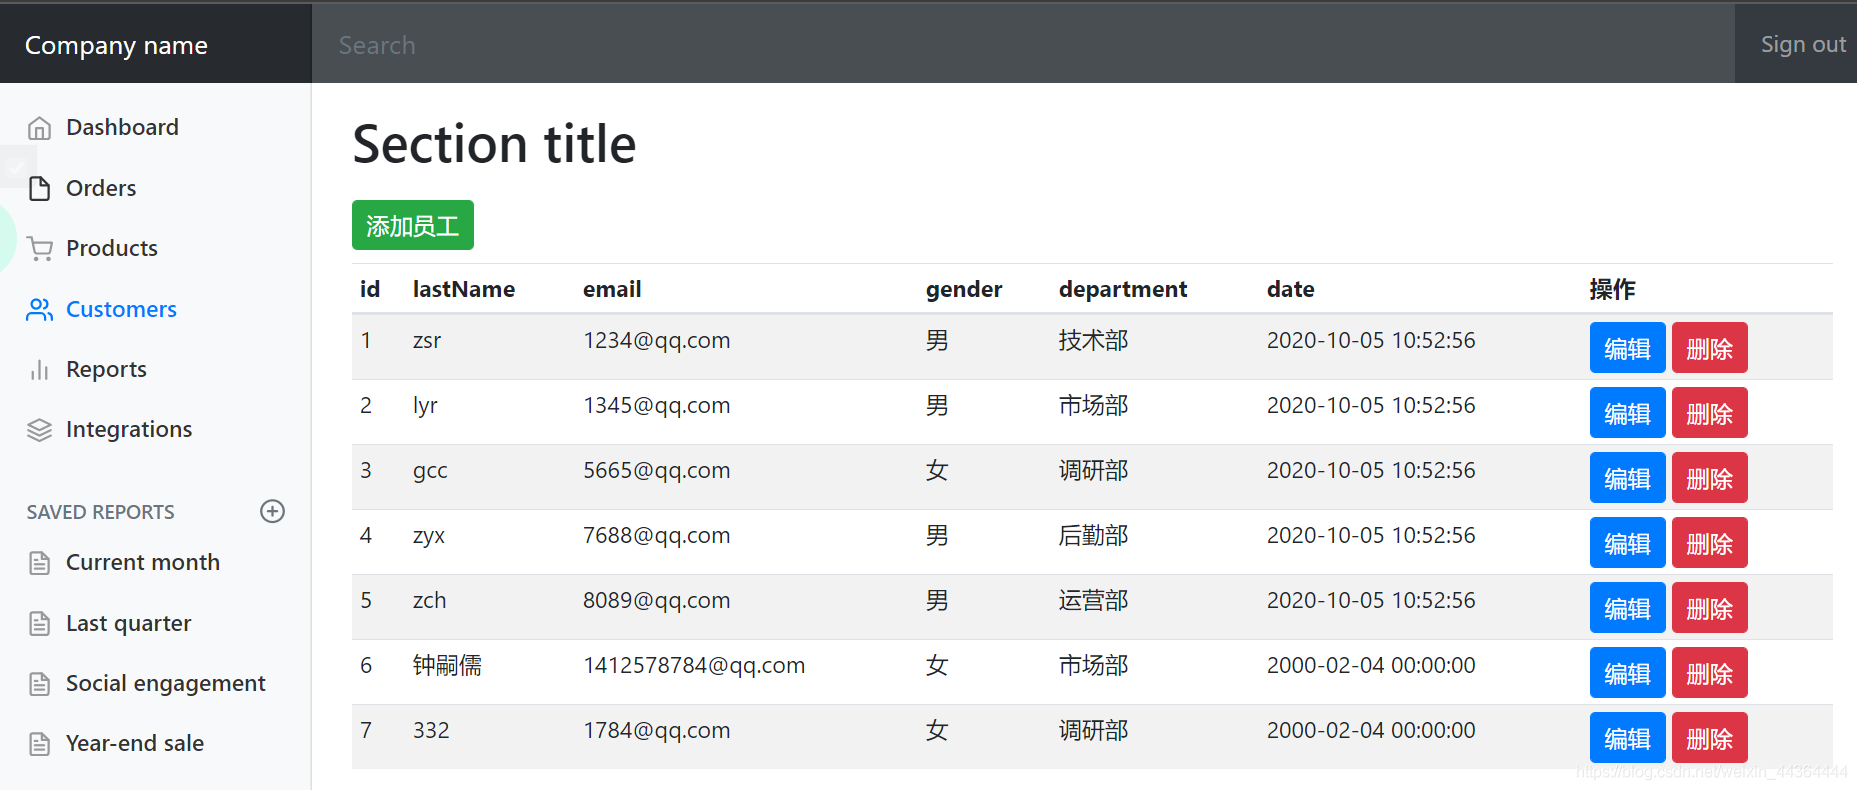 Company name
Search
Sign out
Dashboard
Orders
Products
Customers
Reports
Integrations
SAVED REPORTS
Current month
Last quarter
Social engagement
Year-end sale
Section title
添加员工
id lastName email gender department date 操作
1 zsr 1234@qq.com 男 技术部 2020-10-05 10:52:56 编辑 删除
2 lyr 1345@qq.com 男 市场部 2020-10-05 10:52:56 编辑 删除
3 gcc 5665@qq.com 女 调研部 2020-10-05 10:52:56 编辑 删除
4 zyx 7688@qq.com 男 后勤部 2020-10-05 10:52:56 编辑 删除
5 zch 8089@qq.com 男 运营部 2020-10-05 10:52:56 编辑 删除
6 钟嗣儒 1412578784@qq.com 女 市场部 2000-02-04 00:00:00 编辑 删除
7 332 1784@qq.com 女 调研部 2000-02-04 00:00:00 编辑 删除
https://blog.csdn.net/weixin_44364444